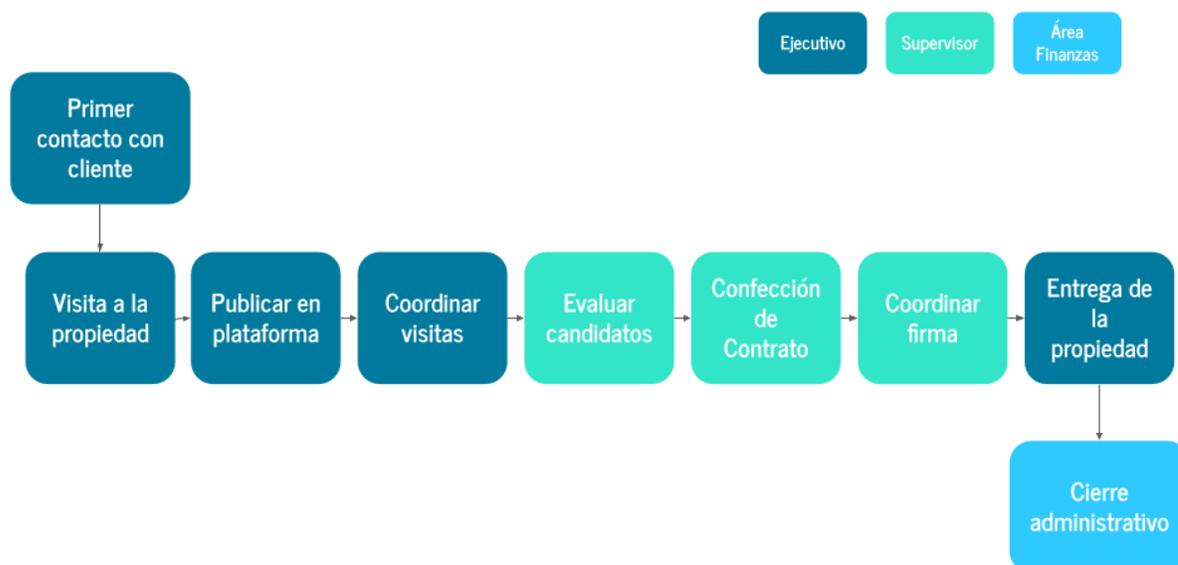 Ejecutivo
Supervisor
Área
Finanzas
Primer
contacto con
cliente
Visita a la
propiedad
Publicar en
plataforma
Coordinar
visitas
Evaluar
candidatos
Confección
de
Contrato
Coordinar
firma
Entrega de
la
propiedad
Cierre
administrativo